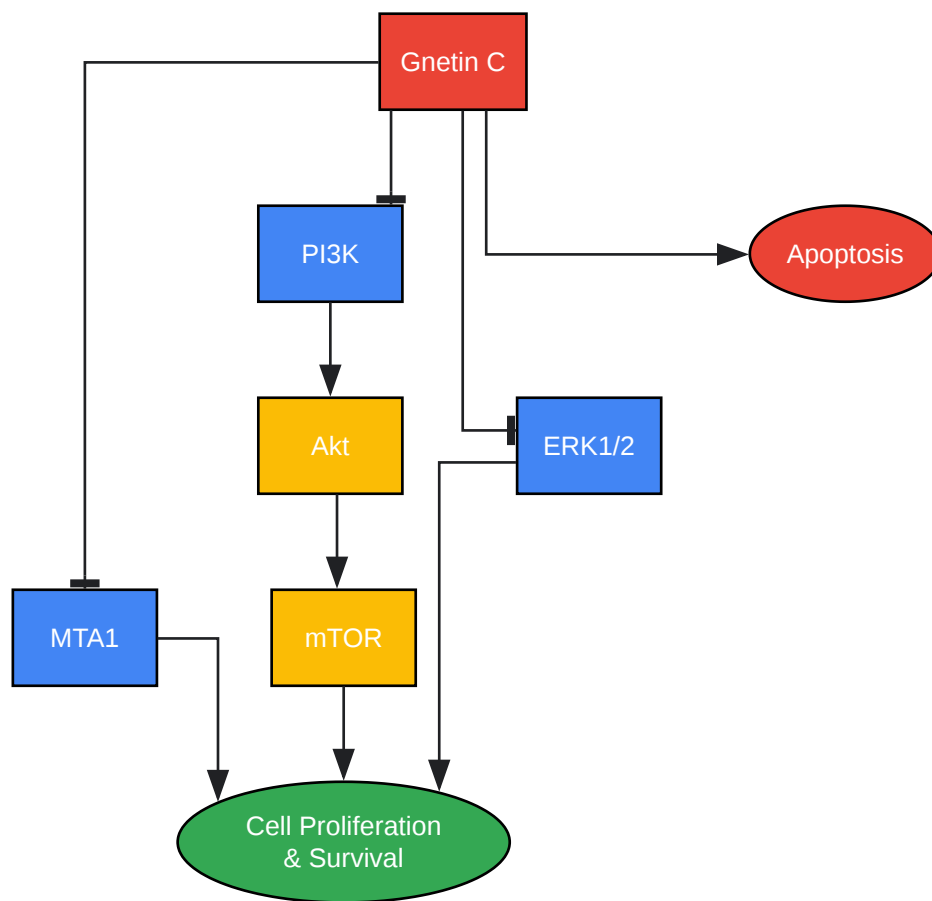 Gnetin C
PI3K
Apoptosis
Akt
ERK1/2
MTA1
mTOR
Cell Proliferation
& Survival